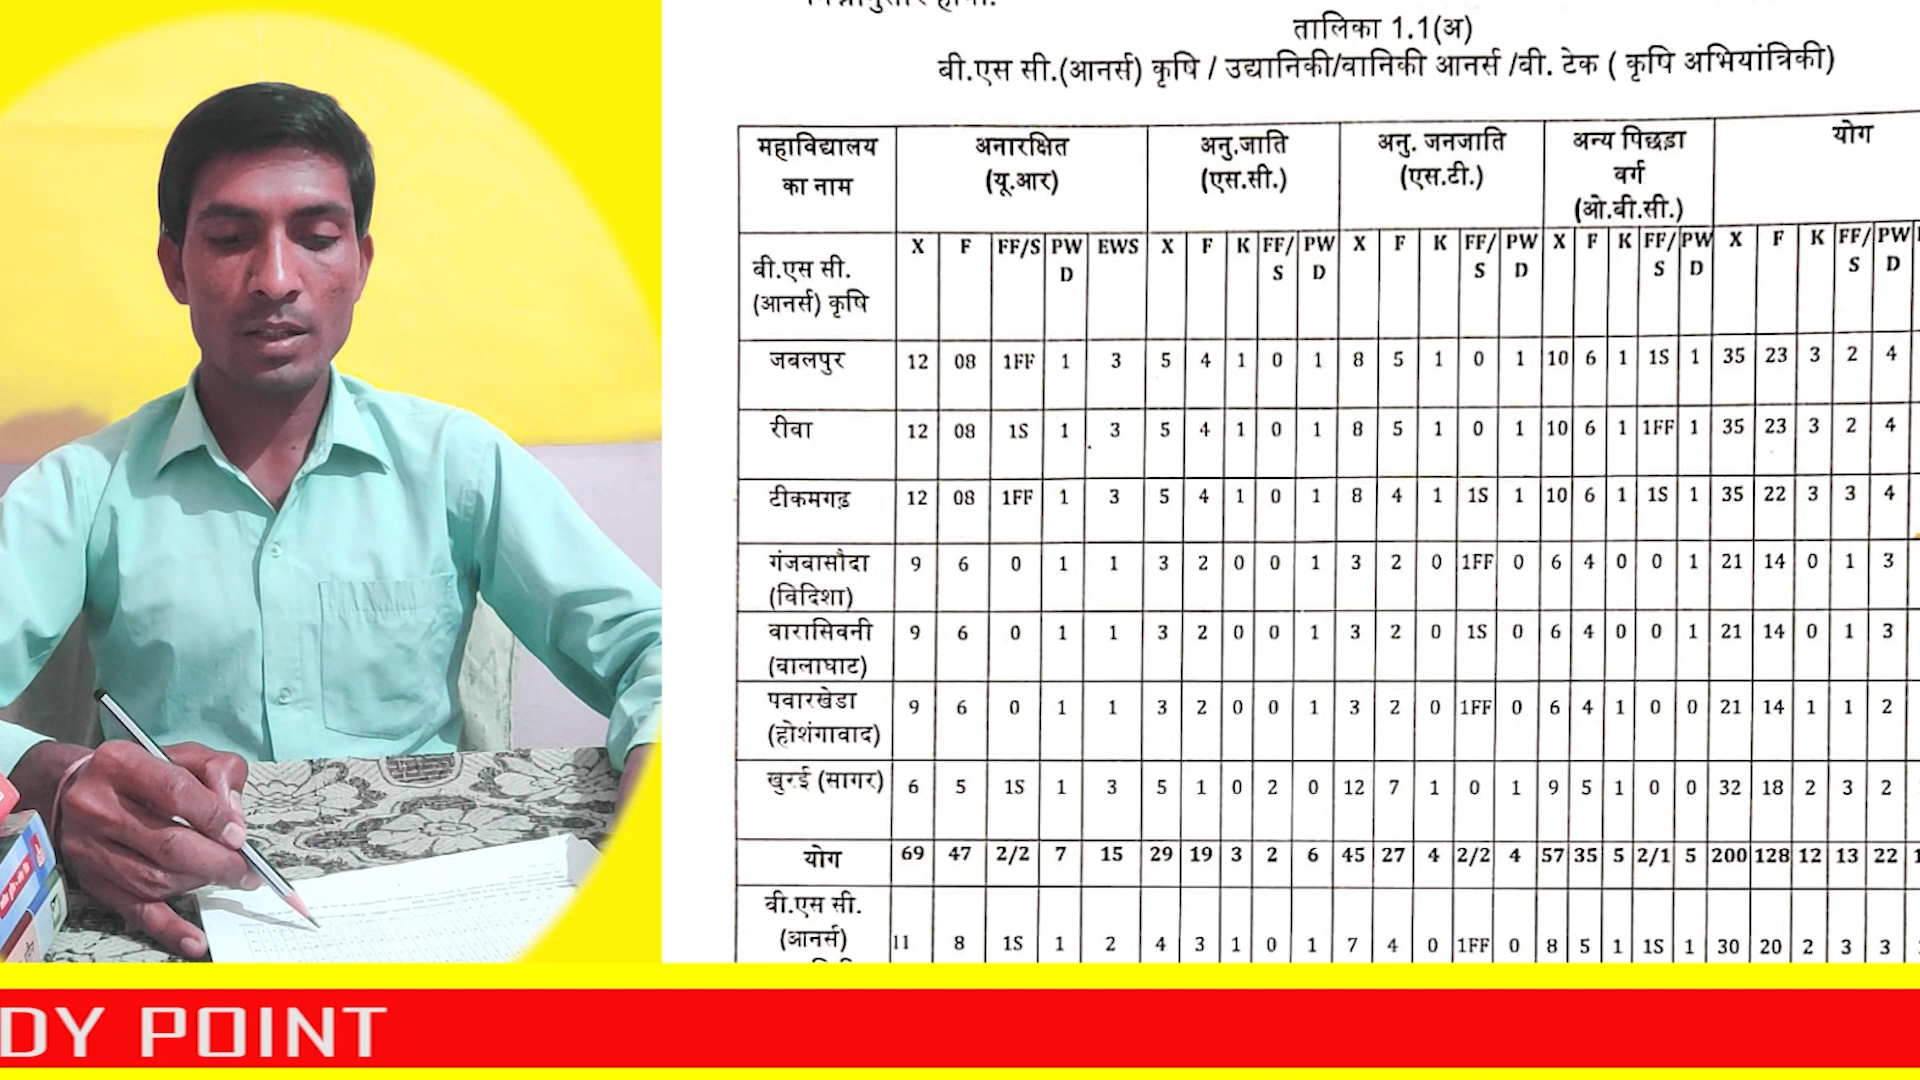 तालिका 1.1(अ)
बी.एस सी.(आनर्स) कृषि / उद्यानिकी/वानिकी आनर्स /बी. टेक ( कृषि अभियांत्रिकी)
महाविद्यालय का नाम अनारक्षित (यू.आर) अनु.जाति (एस.सी.) अनु. जनजाति (एस.टी.) अन्य पिछड़ा वर्ग (ओ.बी.सी.) योग
बी.एस सी. (आनर्स) कृषि X F FF/S PWD EWS X F K FF/S PWD X F K FF/S PWD X F K FF/S PWD X F K FF/S PWD
जबलपुर 12 08 1FF 1 3 5 4 1 0 1 8 5 1 0 1 10 6 1 1S 1 35 23 3 2 4
रीवा 12 08 1S 1 3 5 4 1 0 1 8 5 1 0 1 10 6 1 1FF 1 35 23 3 2 4
टीकमगढ़ 12 08 1FF 1 3 5 4 1 0 1 8 4 1 1S 1 10 6 1 1S 1 35 22 3 3 4
गंजबासौदा (विदिशा) 9 6 0 1 1 3 2 0 0 1 3 2 0 1FF 0 6 4 0 0 1 21 14 0 1 3
वारासिवनी (बालाघाट) 9 6 0 1 1 3 2 0 0 1 3 2 0 1S 0 6 4 0 0 1 21 14 0 1 3
पवारखेडा (होशंगाबाद) 9 6 0 1 1 3 2 0 0 1 3 2 0 1FF 0 6 4 1 0 0 21 14 1 1 2
खुरई (सागर) 6 5 1S 1 3 5 1 0 2 0 12 7 1 0 1 9 5 1 0 0 32 18 2 3 2
योग 69 47 2/2 7 15 29 19 3 2 6 45 27 4 2/2 4 57 35 5 2/1 5 200 128 12 13 22
बी.एस सी. (आनर्स) 11 8 1S 1 2 4 3 1 0 1 7 4 0 1FF 0 8 5 1 1S 1 30 20 2 3 3
DY POINT